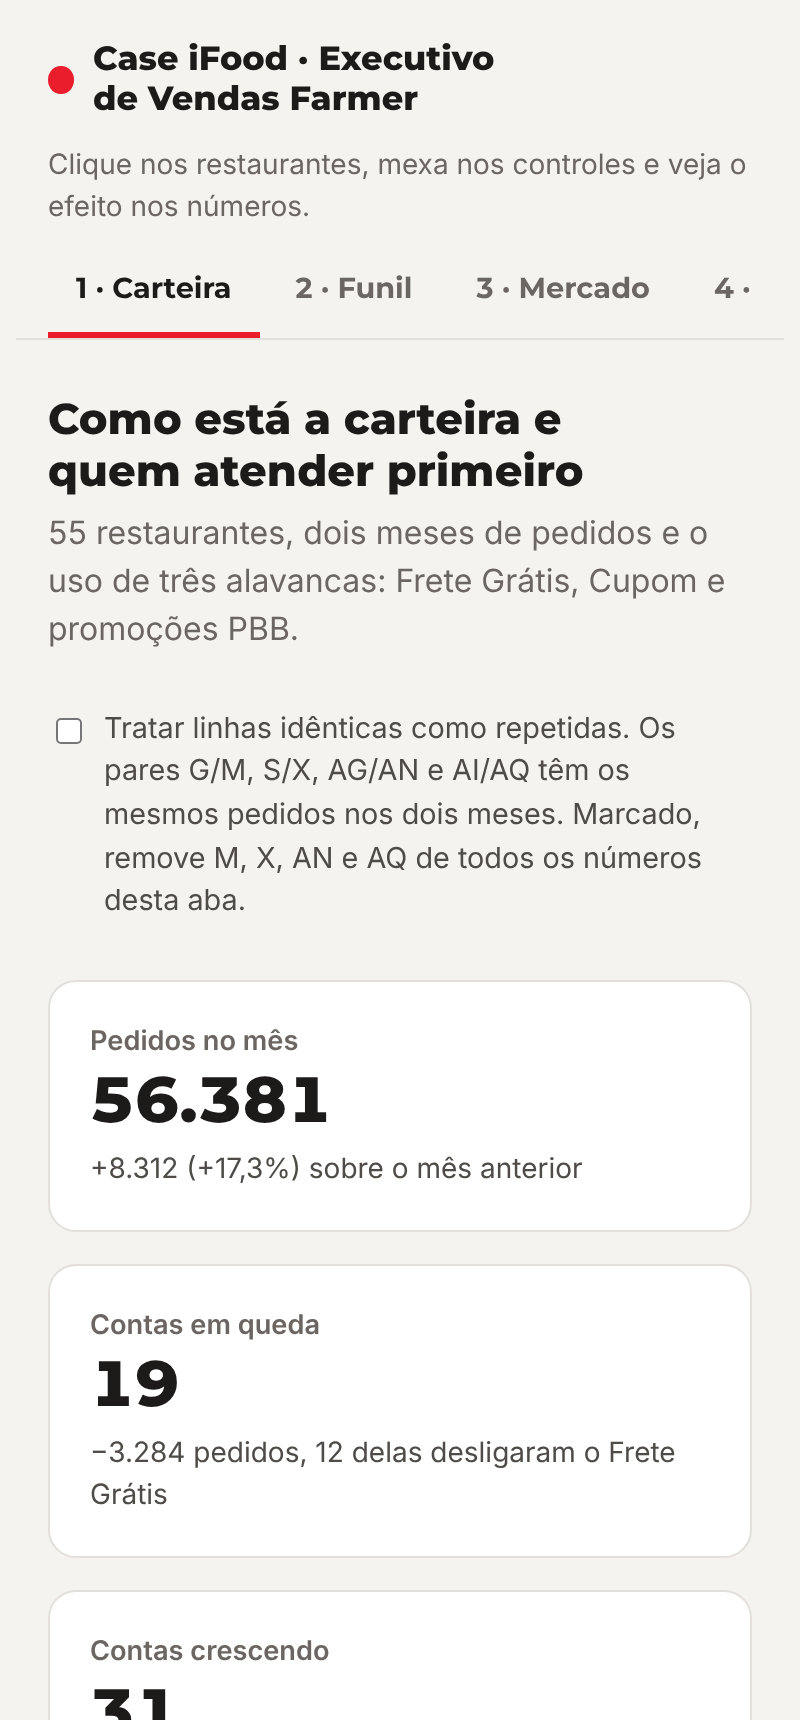 Case iFood · Executivo
de Vendas Farmer
Clique nos restaurantes, mexa nos controles e veja o
efeito nos números.
1 · Carteira 2 · Funil 3 · Mercado 4 ·
Como está a carteira e
quem atender primeiro
55 restaurantes, dois meses de pedidos e o
uso de três alavancas: Frete Grátis, Cupom e
promoções PBB.
Tratar linhas idênticas como repetidas. Os
pares G/M, S/X, AG/AN e AI/AQ têm os
mesmos pedidos nos dois meses. Marcado,
remove M, X, AN e AQ de todos os números
desta aba.
Pedidos no mês
56.381
+8.312 (+17,3%) sobre o mês anterior
Contas em queda
19
−3.284 pedidos, 12 delas desligaram o Frete
Grátis
Contas crescendo
31